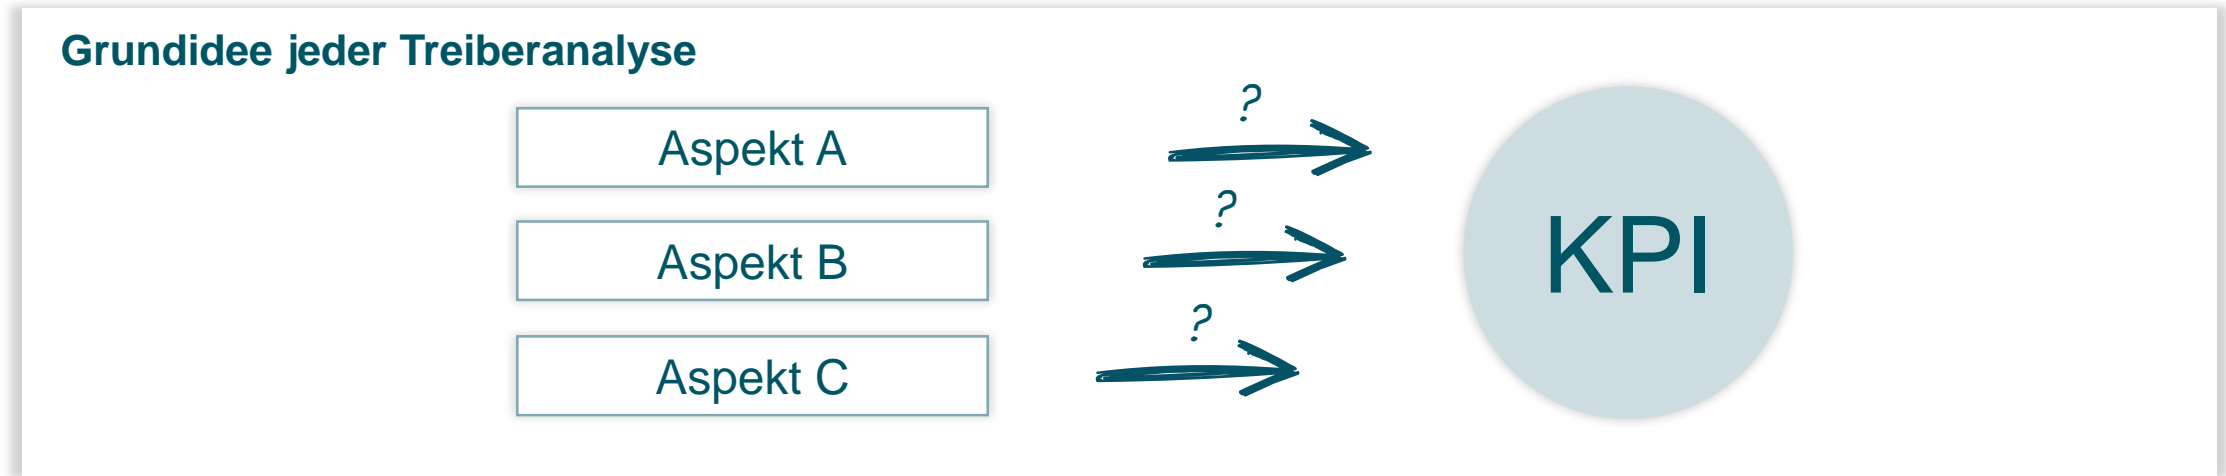 Grundidee jeder Treiberanalyse
Aspekt A
?
Aspekt B
?
Aspekt C
?
KPI